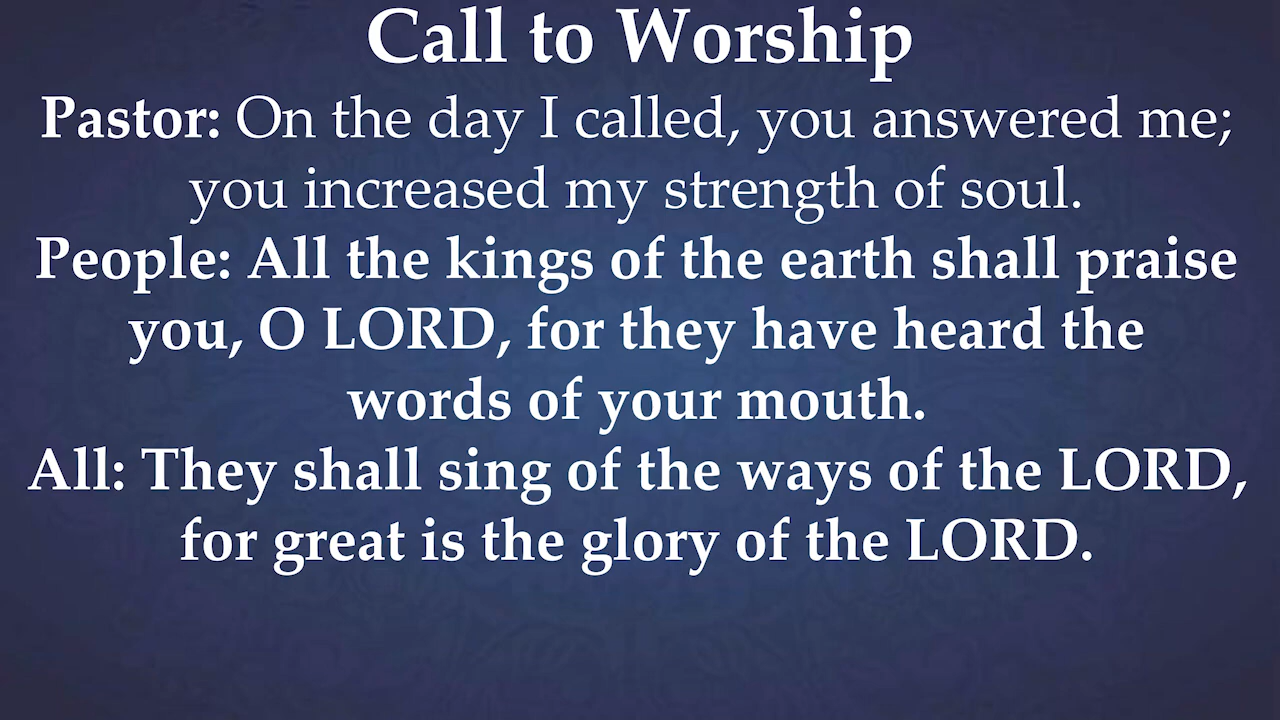 Call to Worship
Pastor: On the day I called, you answered me;
you increased my strength of soul.
People: All the kings of the earth shall praise
you, O LORD, for they have heard the
words of your mouth.
All: They shall sing of the ways of the LORD,
for great is the glory of the LORD.